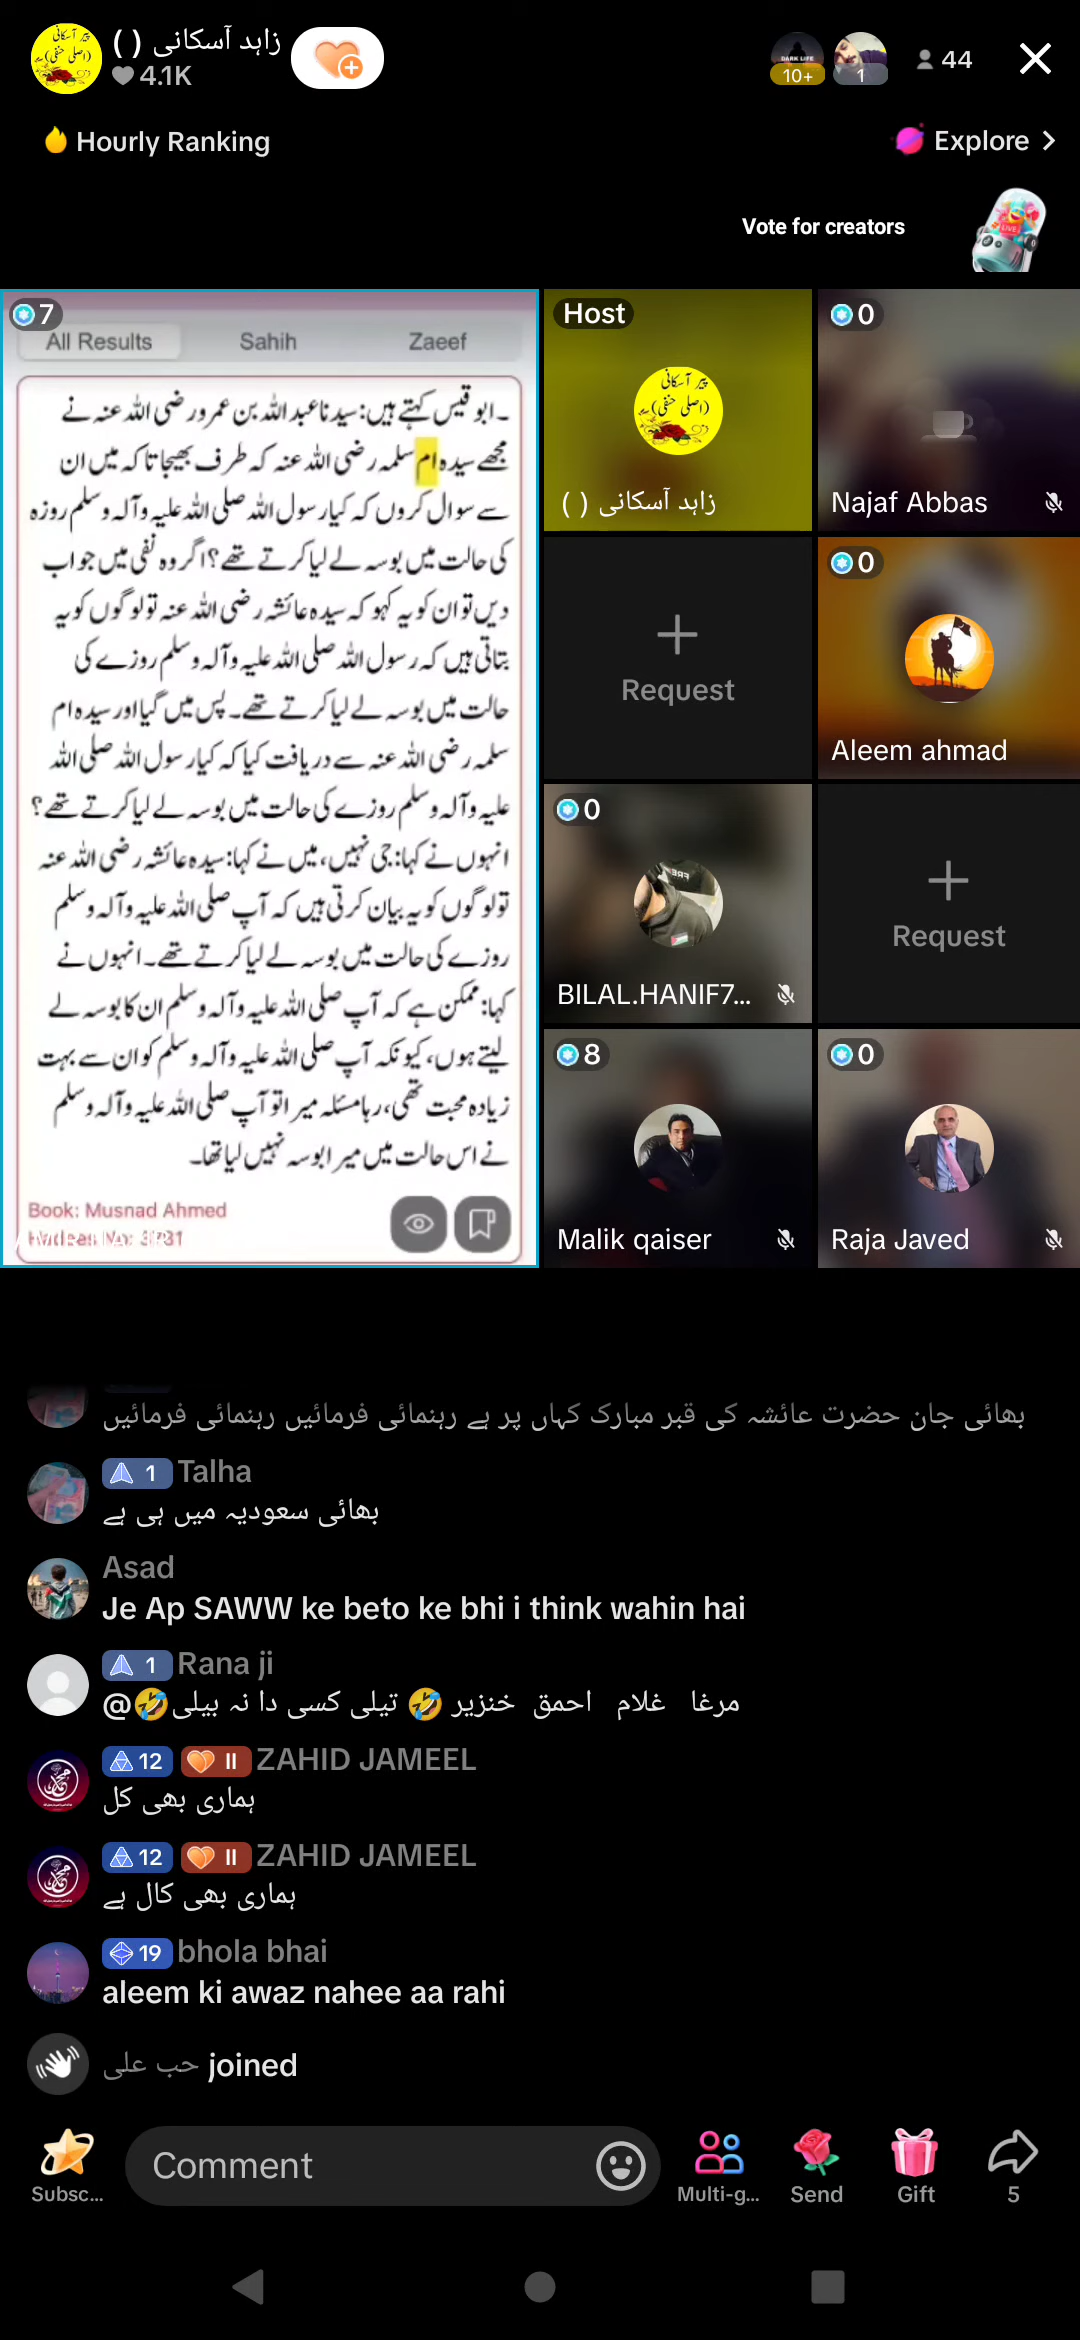 زاہد آسکانی ( )
4.1K
10+
1
44
Hourly Ranking
Explore
Vote for creators
7
All Results Sahih Zaeef
۔ ابو قیس کہتے ہیں: سیدنا عبد اللہ بن عمرو رضی اللہ عنہ نے
مجھے سیدہ ام سلمہ رضی اللہ عنہ کہ طرف بھیجا تا کہ میں ان
سے سوال کروں کہ کیا رسول اللہ صلی اللہ علیہ وآلہ وسلم روزہ
کی حالت میں بوسہ لے لیا کرتے تھے؟ اگر وہ نفی میں جواب
دیں تو ان کو یہ کہو کہ سیدہ عائشہ رضی اللہ عنہ تو لوگوں کو یہ
بتاتی ہیں کہ رسول اللہ صلی اللہ علیہ وآلہ وسلم روزے کی
حالت میں بوسہ لے لیا کرتے تھے۔ پس میں گیا اور سیدہ ام
سلمہ رضی اللہ عنہ سے دریافت کیا کہ کیا رسول اللہ صلی اللہ
علیہ وآلہ وسلم روزے کی حالت میں بوسہ لے لیا کرتے تھے؟
انہوں نے کہا: جی نہیں، میں نے کہا: سیدہ عائشہ رضی اللہ عنہ
تو لوگوں کو یہ بیان کرتی ہیں کہ آپ صلی اللہ علیہ وآلہ وسلم
روزے کی حالت میں بوسہ لے لیا کرتے تھے۔ انہوں نے
کہا: ممکن ہے کہ آپ صلی اللہ علیہ وآلہ وسلم ان کا بوسہ لے
لیتے ہوں، کیونکہ آپ صلی اللہ علیہ وآلہ وسلم کو ان سے بہت
زیادہ محبت تھی، رہا مسئلہ میرا تو آپ صلی اللہ علیہ وآلہ وسلم
نے اس حالت میں میرا بوسہ نہیں لیا تھا۔
Book: Musnad Ahmed
Host
پیر آسکانی
(اصلی حنفی)
زاہد آسکانی ( )
0
Najaf Abbas
Request
0
Aleem ahmad
0
BILAL.HANIF7...
Request
8
Malik qaiser
0
Raja Javed
بھائی جان حضرت عائشہ کی قبر مبارک کہاں پر ہے رہنمائی فرمائیں رہنمائی فرمائیں
1 Talha
بھائی سعودیہ میں ہی ہے
Asad
Je Ap SAWW ke beto ke bhi i think wahin hai
1 Rana ji
@🤣مرغا غلام احمق خنزیر 🤣 تیلی کسی دا نہ بیلی
12 II ZAHID JAMEEL
ہماری بھی کل
12 II ZAHID JAMEEL
ہماری بھی کال ہے
19 bhola bhai
aleem ki awaz nahee aa rahi
حب علی joined
Subsc...
Comment
Multi-g...
Send
Gift
5